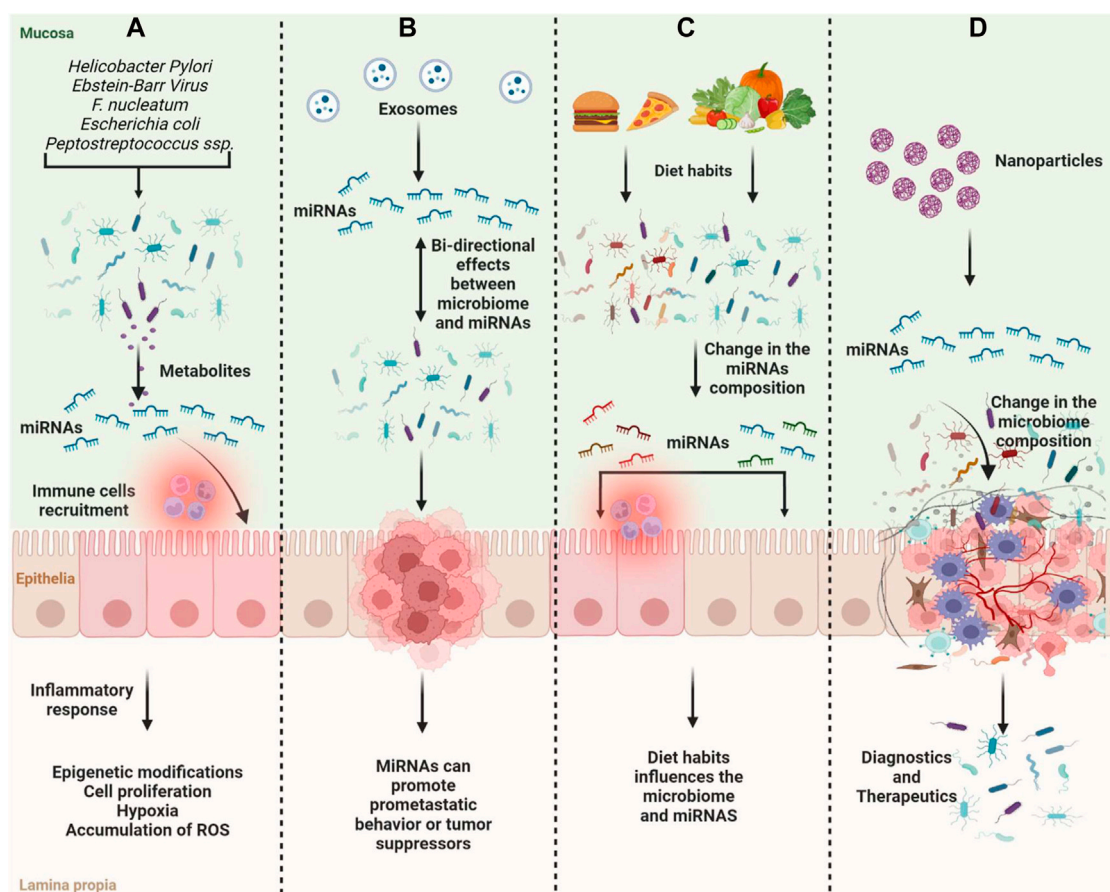 A
B
C
D
Mucosa
Helicobacter Pylori
Ebstein-Barr Virus
F. nucleatum
Escherichia coli
Peptostreptococcus ssp.
Metabolites
miRNAs
Immune cells
recruitment
Epithelia
Inflammatory
response
Epigenetic modifications
Cell proliferation
Hypoxia
Accumulation of ROS
Lamina propia
Exosomes
miRNAs
Bi-directional
effects
between
microbiome
and miRNAs
MiRNAs can
promote
prometastatic
behavior or tumor
suppressors
Diet habits
Change in the
miRNAs
composition
miRNAs
Diet habits
influences the
microbiome
and miRNAS
Nanoparticles
miRNAs
Change in the
microbiome
composition
Diagnostics
and
Therapeutics